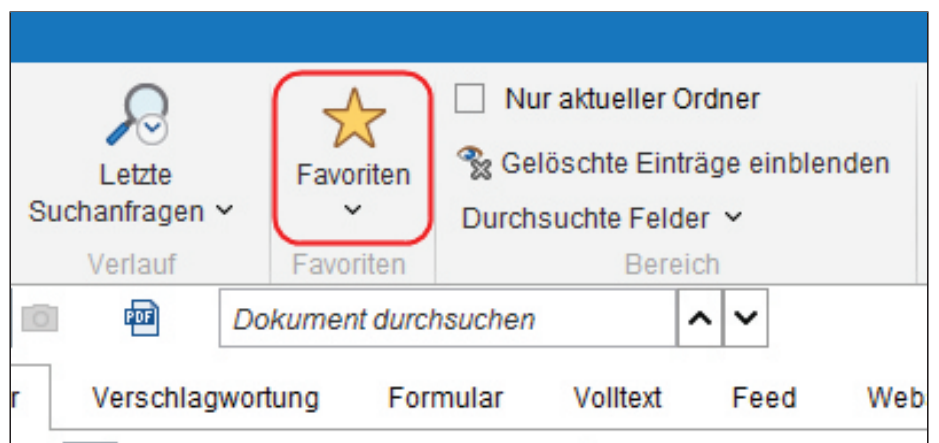 Letzte
Suchanfragen
Verlauf
Favoriten
Favoriten
Nur aktueller Ordner
Gelöschte Einträge einblenden
Durchsuchte Felder
Bereich
PDF
Dokument durchsuchen
r Verschlagwortung Formular Volltext Feed Web